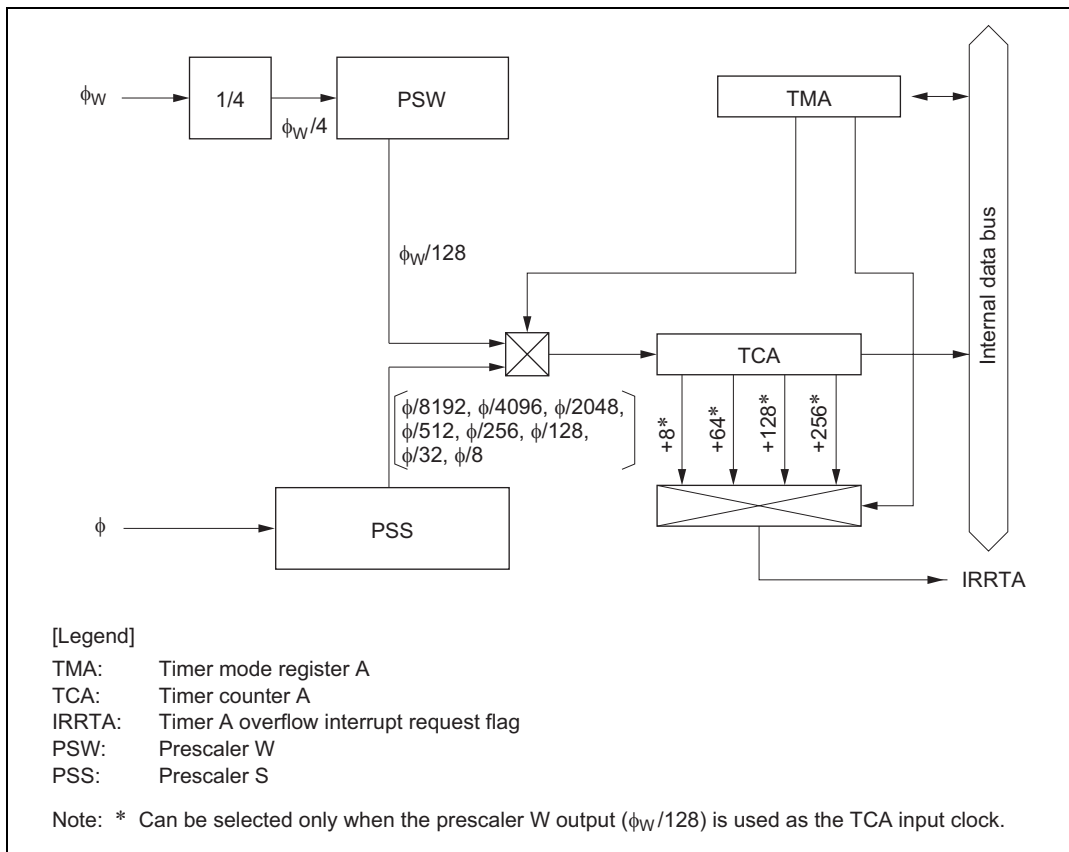 ϕW
1/4
ϕW/4
PSW
TMA
Internal data bus
ϕW/128
TCA
ϕ/8192, ϕ/4096, ϕ/2048,
ϕ/512, ϕ/256, ϕ/128,
ϕ/32, ϕ/8
+8*
+64*
+128*
+256*
ϕ
PSS
IRRTA
[Legend]
TMA: Timer mode register A
TCA: Timer counter A
IRRTA: Timer A overflow interrupt request flag
PSW: Prescaler W
PSS: Prescaler S
Note: * Can be selected only when the prescaler W output (ϕW/128) is used as the TCA input clock.